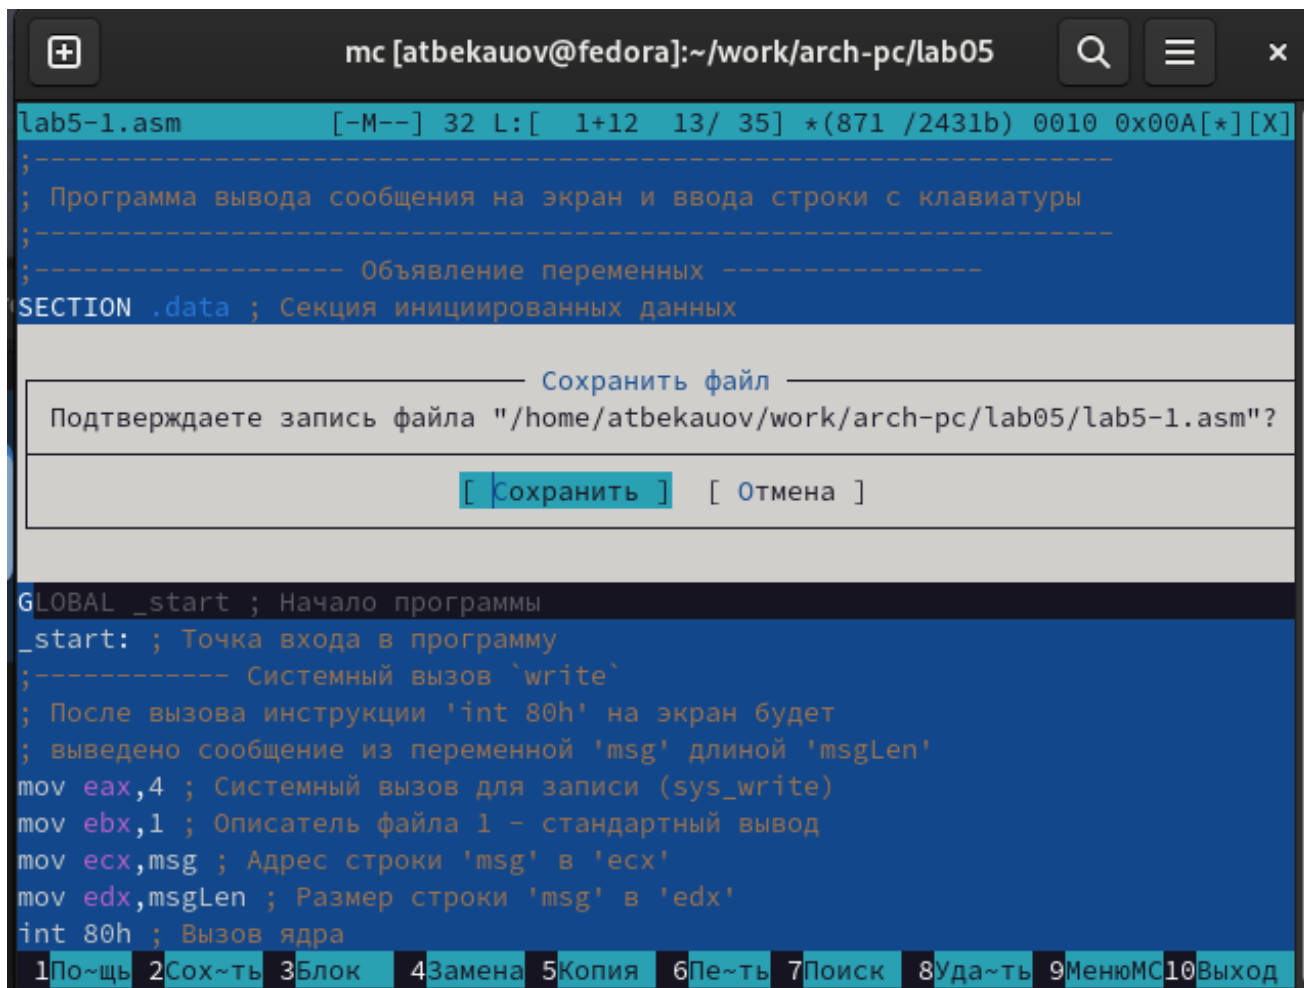 mc [atbekauov@fedora]:~/work/arch-pc/lab05
lab5-1.asm [-M--] 32 L:[ 1+12 13/ 35] *(871 /2431b) 0010 0x00A[*][X]
;------------------------------------------------------------------
; Программа вывода сообщения на экран и ввода строки с клавиатуры
;------------------------------------------------------------------
;------------------- Объявление переменных ----------------
SECTION .data ; Секция инициированных данных
Сохранить файл
Подтверждаете запись файла "/home/atbekauov/work/arch-pc/lab05/lab5-1.asm"?
[ Сохранить ] [ Отмена ]
GLOBAL _start ; Начало программы
_start: ; Точка входа в программу
;------------ Системный вызов `write`
; После вызова инструкции 'int 80h' на экран будет
; выведено сообщение из переменной 'msg' длиной 'msgLen'
mov eax,4 ; Системный вызов для записи (sys_write)
mov ebx,1 ; Описатель файла 1 - стандартный вывод
mov ecx,msg ; Адрес строки 'msg' в 'ecx'
mov edx,msgLen ; Размер строки 'msg' в 'edx'
int 80h ; Вызов ядра
1По~щь 2Сох~ть 3Блок 4Замена 5Копия 6Пе~ть 7Поиск 8Уда~ть 9МенюМС10Выход